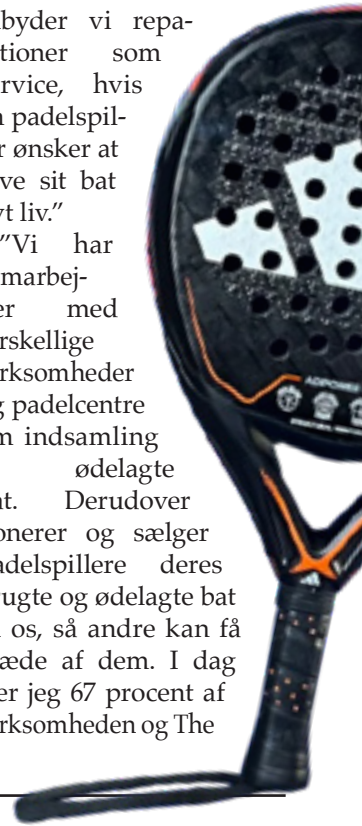 byder vi repa-
tioner som
rvice, hvis
n padelspil-
r ønsker at
ve sit bat
yt liv.”
”Vi har
marbej-
er med
rskellige
rksomheder
g padelcentre
m indsamling
ødelagte
t. Derudover
onerer og sælger
adelspillere deres
rugte og ødelagte bat
l os, så andre kan få
æde af dem. I dag
er jeg 67 procent af
rksomheden og The